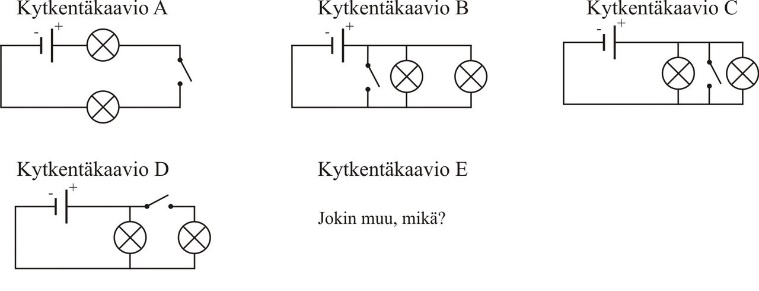 Kytkentäkaavio A
- +
Kytkentäkaavio B
- +
Kytkentäkaavio C
- +
Kytkentäkaavio D
- +
Kytkentäkaavio E
Jokin muu, mikä?